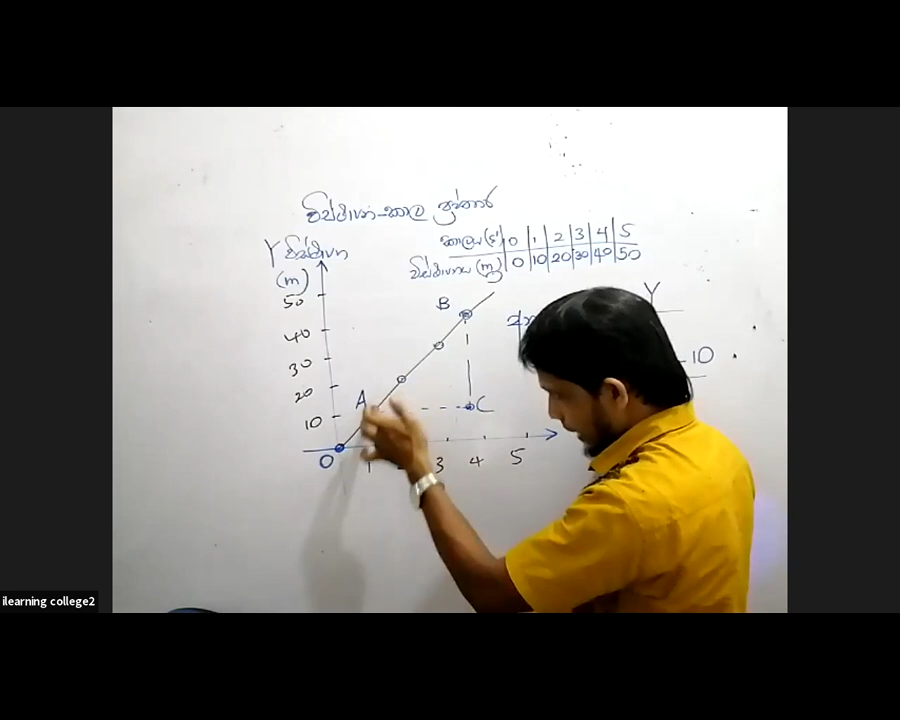 විස්ථාපන-කාල ප්‍රස්තාර
Y විස්ථාපන
(m)
කාලය(s) 0 1 2 3 4 5
විස්ථාපනය (m) 0 10 20 30 40 50
50
40
30
20
10
O
1
3
4
5
A
B
C
Y
10
ilearning college2